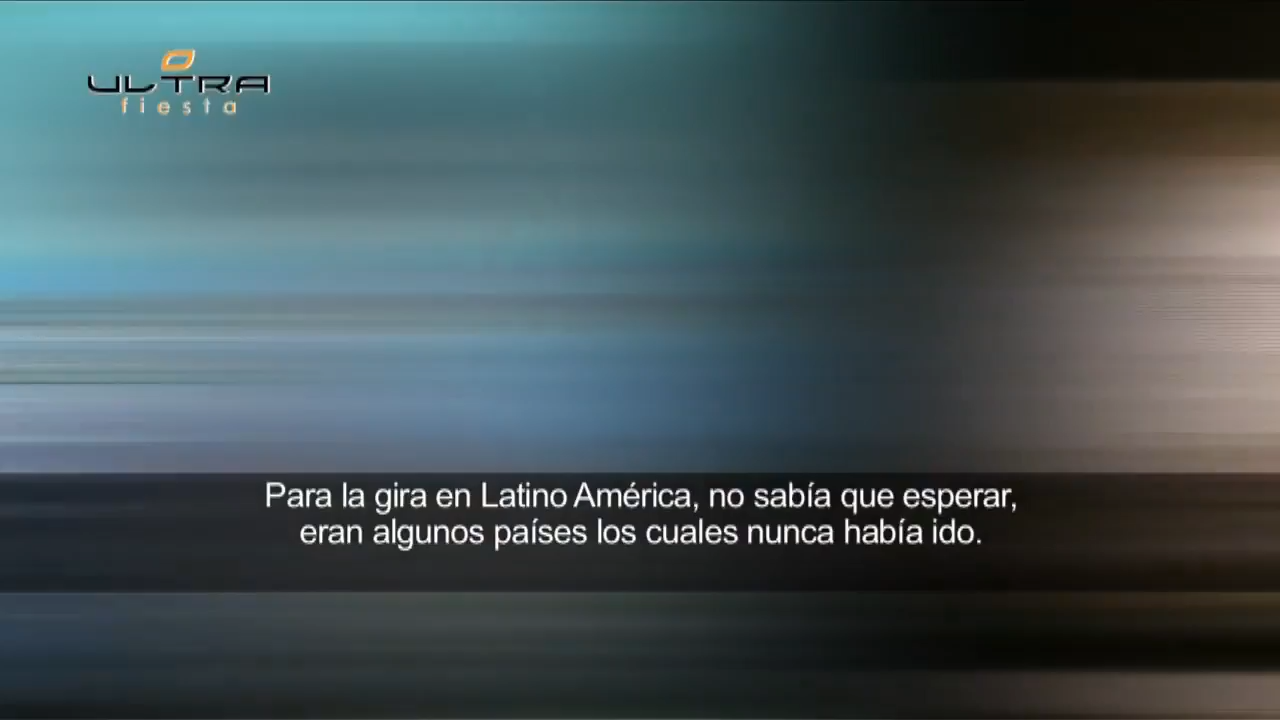 ULTRA
fiesta
Para la gira en Latino América, no sabía que esperar,
eran algunos países los cuales nunca había ido.